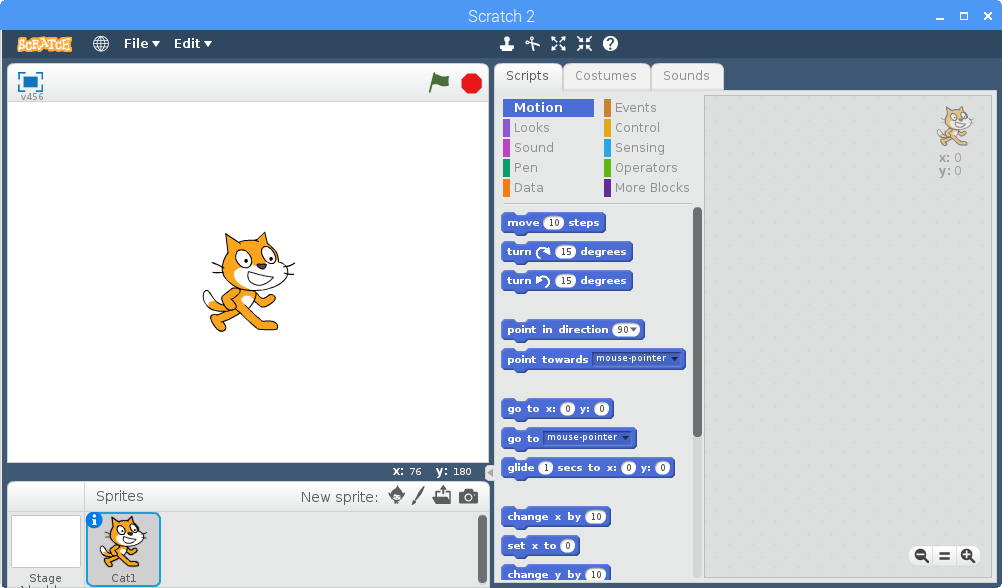 Scratch 2
SCRATCH File Edit
v456
Scripts Costumes Sounds
Motion Events
Looks Control
Sound Sensing
Pen Operators
Data More Blocks
x: 0
y: 0
move 10 steps
turn 15 degrees
turn 15 degrees
point in direction 90
point towards mouse-pointer
go to x: 0 y: 0
go to mouse-pointer
glide 1 secs to x: 0 y: 0
change x by 10
set x to 0
change y by 10
x: 76 y: 180
Sprites New sprite:
Stage
Cat1